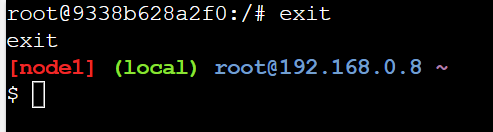 root@9338b628a2f0:/# exit
exit
[node1] (local) root@192.168.0.8 ~
$